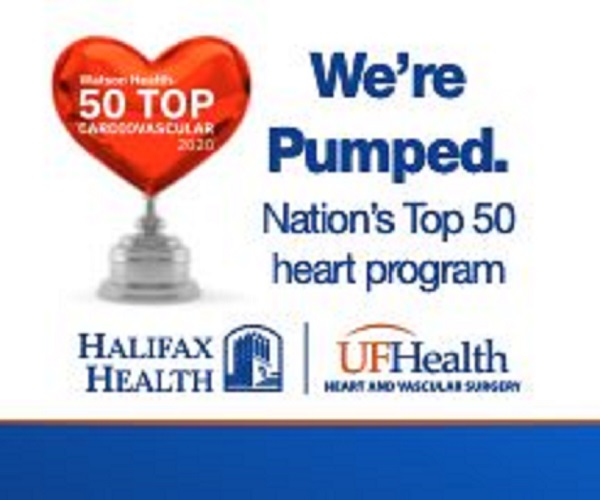 Watson Health
50 TOP
CARDIOVASCULAR
2020
We're
Pumped.
Nation's Top 50
heart program
HALIFAX
HEALTH
UFHealth
HEART AND VASCULAR SURGERY